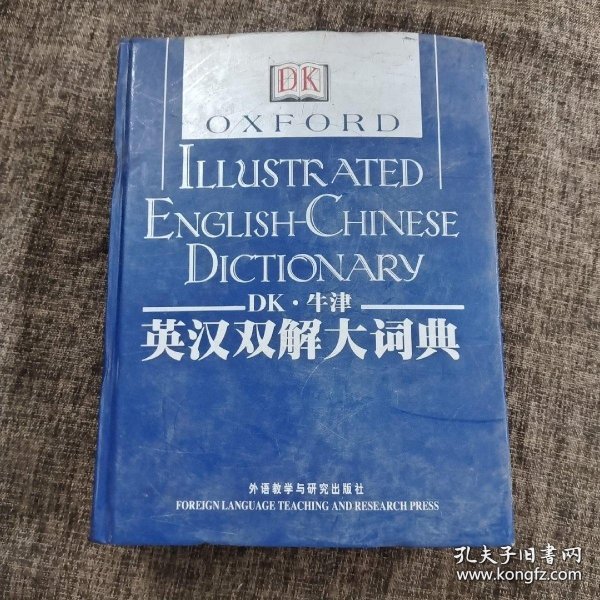 DK
OXFORD
ILLUSTRATED
ENGLISH-CHINESE
DICTIONARY
DK·牛津
英汉双解大词典
外语教学与研究出版社
FOREIGN LANGUAGE TEACHING AND RESEARCH PRESS
孔夫子旧书网
www.kongfz.com